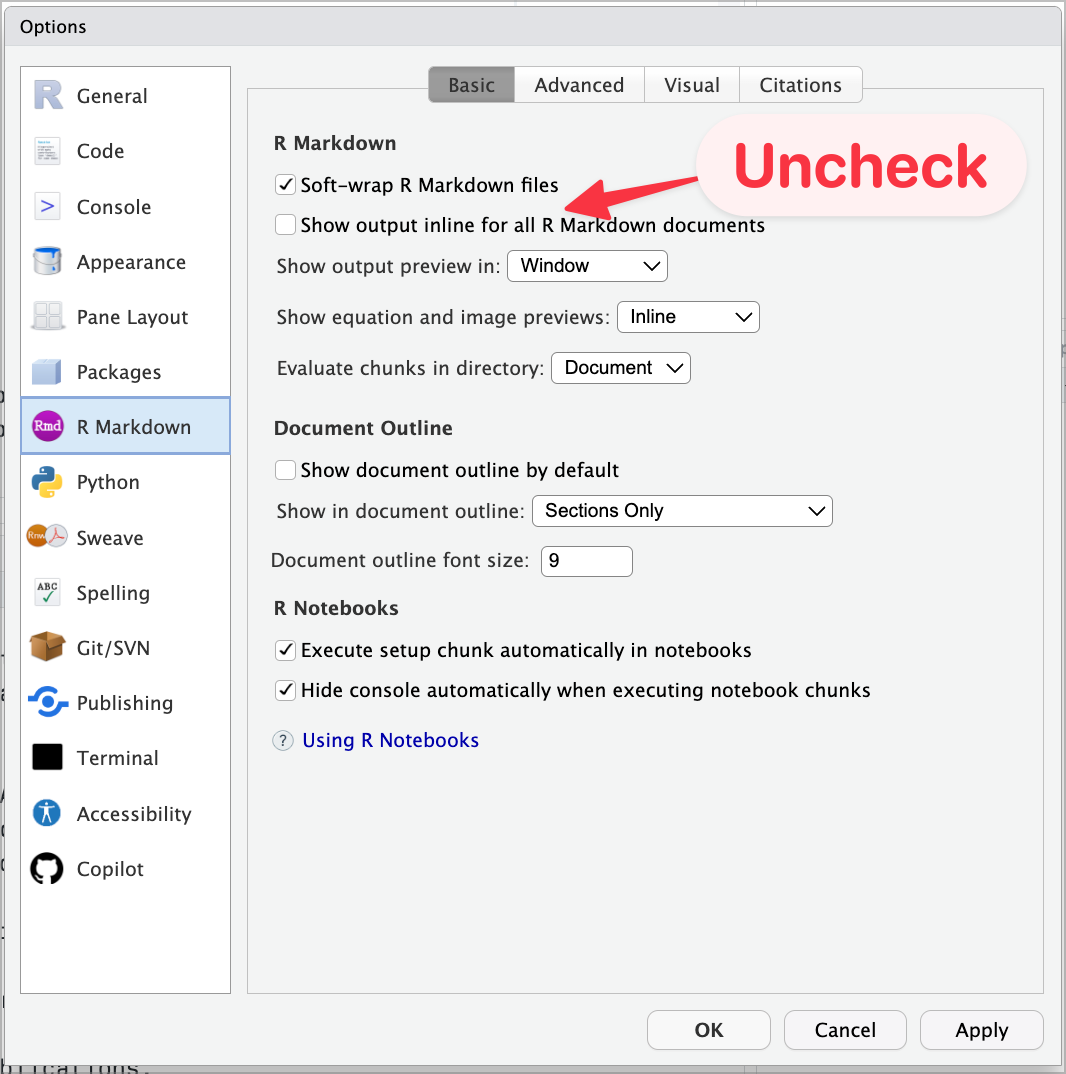 Options
General
Code
Console
Appearance
Pane Layout
Packages
Rmd R Markdown
Python
Rnw Sweave
ABC Spelling
Git/SVN
Publishing
Terminal
Accessibility
Copilot
Basic Advanced Visual Citations
R Markdown
Uncheck
Soft-wrap R Markdown files
Show output inline for all R Markdown documents
Show output preview in: Window
Show equation and image previews: Inline
Evaluate chunks in directory: Document
Document Outline
Show document outline by default
Show in document outline: Sections Only
Document outline font size: 9
R Notebooks
Execute setup chunk automatically in notebooks
Hide console automatically when executing notebook chunks
? Using R Notebooks
OK Cancel Apply